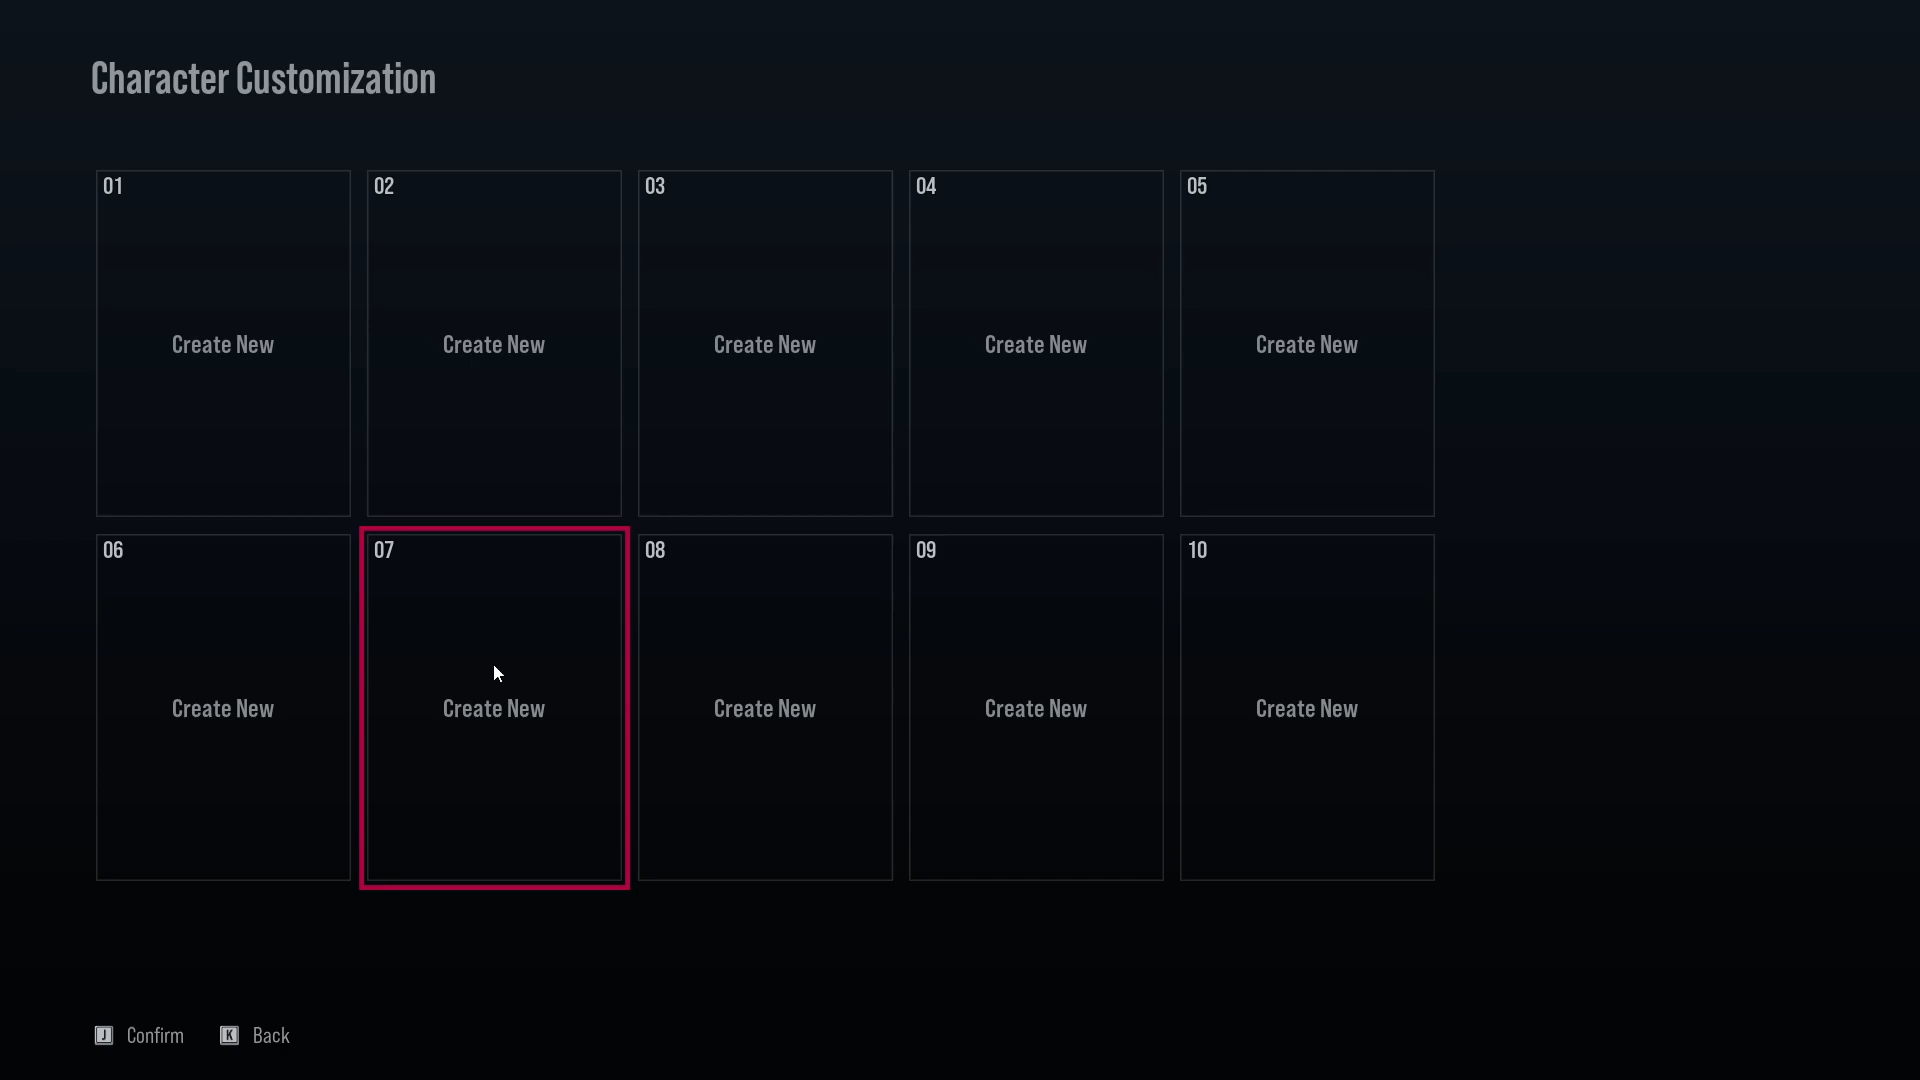 Character Customization
01
02
03
04
05
Create New
Create New
Create New
Create New
Create New
06
07
08
09
10
Create New
Create New
Create New
Create New
Create New
J Confirm K Back